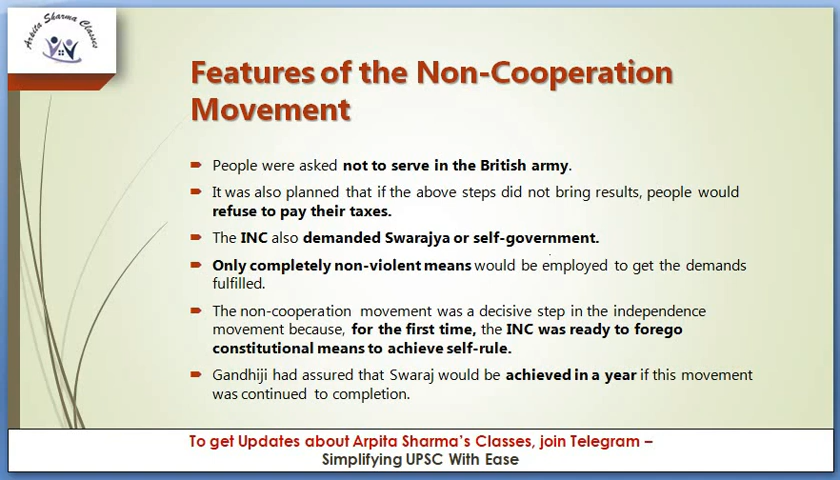 Arpita Sharma Classes
Features of the Non-Cooperation
Movement
People were asked not to serve in the British army.
It was also planned that if the above steps did not bring results, people would
refuse to pay their taxes.
The INC also demanded Swarajya or self-government.
Only completely non-violent means would be employed to get the demands
fulfilled.
The non-cooperation movement was a decisive step in the independence
movement because, for the first time, the INC was ready to forego
constitutional means to achieve self-rule.
Gandhiji had assured that Swaraj would be achieved in a year if this movement
was continued to completion.
To get Updates about Arpita Sharma's Classes, join Telegram –
Simplifying UPSC With Ease